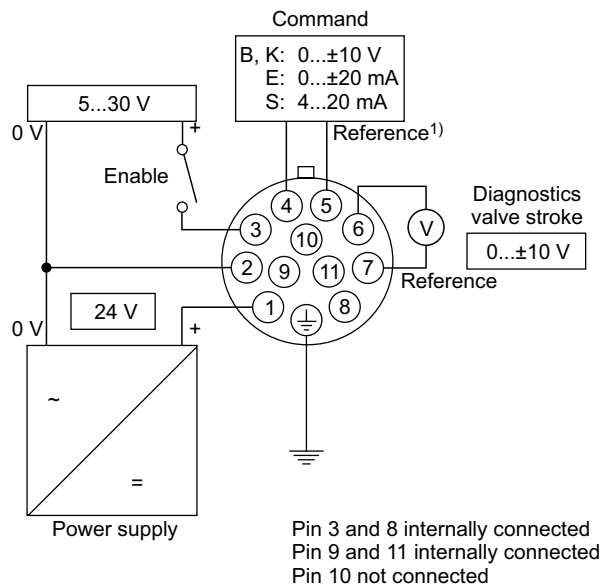 Command
B, K: 0...±10 V
E: 0...±20 mA
S: 4...20 mA
5...30 V
0 V
+
Reference1)
Enable
4
5
3
6
10
V
Diagnostics
valve stroke
0...±10 V
2
9
11
7
Reference
1
8
24 V
0 V
+
~
=
Power supply
Pin 3 and 8 internally connected
Pin 9 and 11 internally connected
Pin 10 not connected